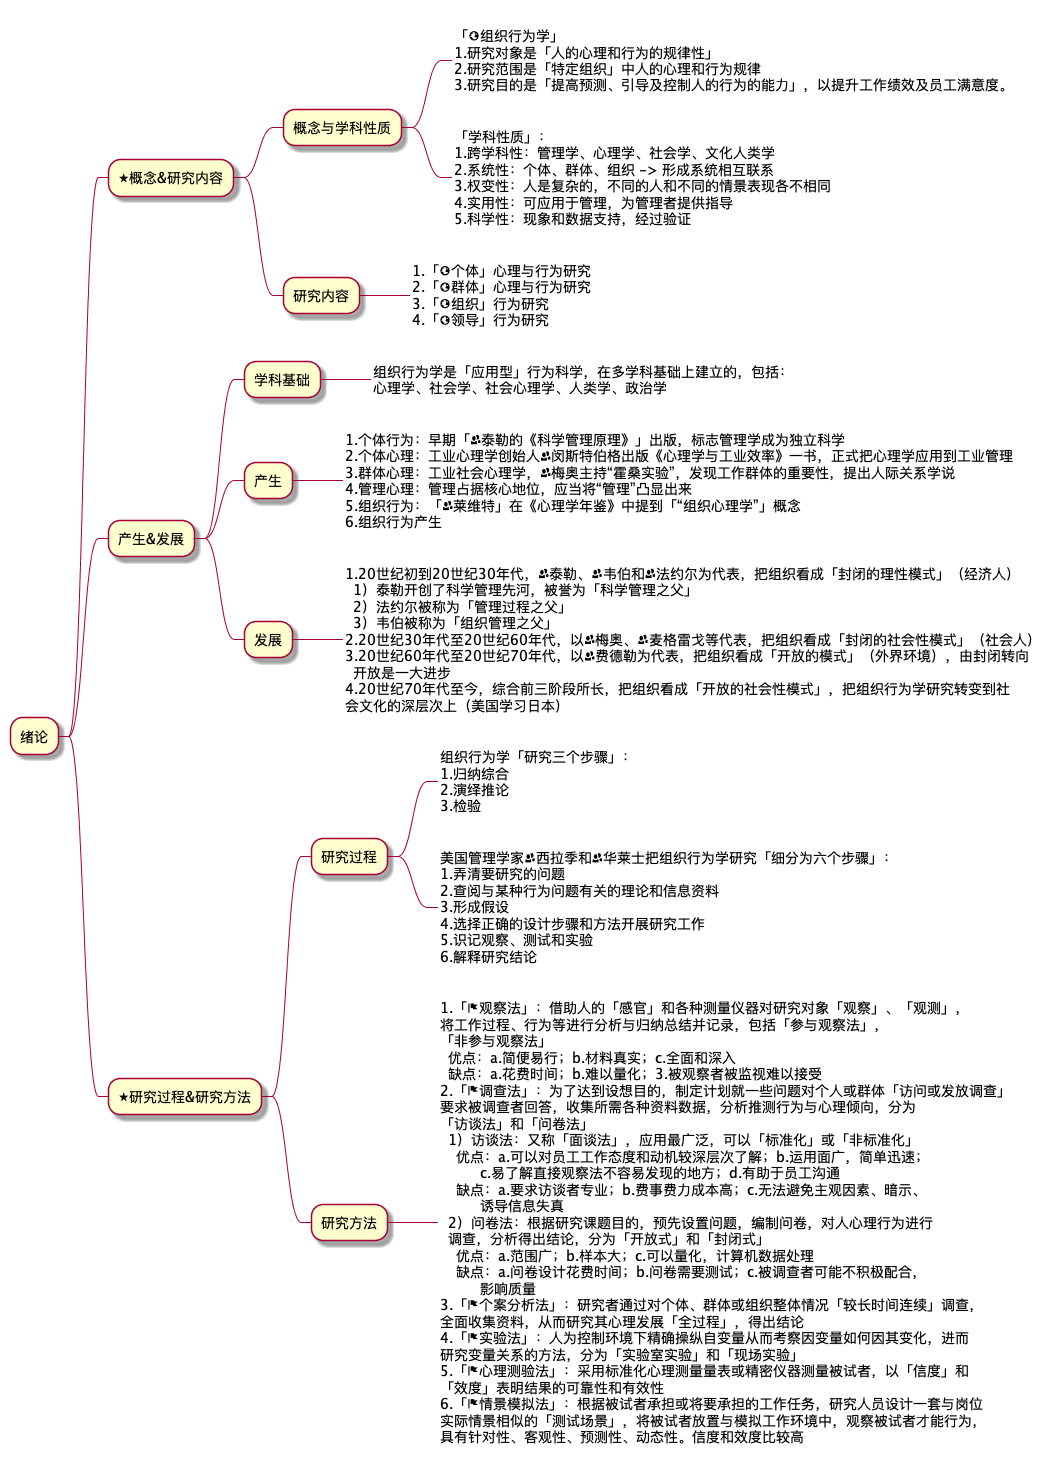 「组织行为学」
1.研究对象是「人的心理和行为的规律性」
2.研究范围是「特定组织」中人的心理和行为规律
3.研究目的是「提高预测、引导及控制人的行为的能力」，以提升工作绩效及员工满意度。
概念与学科性质
「学科性质」：
1.跨学科性：管理学、心理学、社会学、文化人类学
2.系统性：个体、群体、组织 -> 形成系统相互联系
3.权变性：人是复杂的，不同的人和不同的情景表现各不相同
4.实用性：可应用于管理，为管理者提供指导
5.科学性：现象和数据支持，经过验证
★概念&研究内容
研究内容
1.「个体」心理与行为研究
2.「群体」心理与行为研究
3.「组织」行为研究
4.「领导」行为研究
学科基础
组织行为学是「应用型」行为科学，在多学科基础上建立的，包括：
心理学、社会学、社会心理学、人类学、政治学
产生
1.个体行为：早期「泰勒的《科学管理原理》」出版，标志管理学成为独立科学
2.个体心理：工业心理学创始人闵斯特伯格出版《心理学与工业效率》一书，正式把心理学应用到工业管理
3.群体心理：工业社会心理学，梅奥主持“霍桑实验”，发现工作群体的重要性，提出人际关系学说
4.管理心理：管理占据核心地位，应当将“管理”凸显出来
5.组织行为：「莱维特」在《心理学年鉴》中提到「“组织心理学”」概念
6.组织行为产生
产生&发展
发展
1.20世纪初到20世纪30年代，泰勒、韦伯和法约尔为代表，把组织看成「封闭的理性模式」（经济人）
1）泰勒开创了科学管理先河，被誉为「科学管理之父」
2）法约尔被称为「管理过程之父」
3）韦伯被称为「组织管理之父」
2.20世纪30年代至20世纪60年代，以梅奥、麦格雷戈等代表，把组织看成「封闭的社会性模式」（社会人）
3.20世纪60年代至20世纪70年代，以费德勒为代表，把组织看成「开放的模式」（外界环境），由封闭转向
开放是一大进步
4.20世纪70年代至今，综合前三阶段所长，把组织看成「开放的社会性模式」，把组织行为学研究转变到社
会文化的深层次上（美国学习日本）
绪论
组织行为学「研究三个步骤」：
1.归纳综合
2.演绎推论
3.检验
研究过程
美国管理学家西拉季和华莱士把组织行为学研究「细分为六个步骤」：
1.弄清要研究的问题
2.查阅与某种行为问题有关的理论和信息资料
3.形成假设
4.选择正确的设计步骤和方法开展研究工作
5.识记观察、测试和实验
6.解释研究结论
★研究过程&研究方法
研究方法
1.「观察法」：借助人的「感官」和各种测量仪器对研究对象「观察」、「观测」，
将工作过程、行为等进行分析与归纳总结并记录，包括「参与观察法」，
「非参与观察法」
优点：a.简便易行；b.材料真实；c.全面和深入
缺点：a.花费时间；b.难以量化；3.被观察者被监视难以接受
2.「调查法」：为了达到设想目的，制定计划就一些问题对个人或群体「访问或发放调查」
要求被调查者回答，收集所需各种资料数据，分析推测行为与心理倾向，分为
「访谈法」和「问卷法」
1）访谈法：又称「面谈法」，应用最广泛，可以「标准化」或「非标准化」
优点：a.可以对员工工作态度和动机较深层次了解；b.运用面广，简单迅速；
c.易了解直接观察法不容易发现的地方；d.有助于员工沟通
缺点：a.要求访谈者专业；b.费事费力成本高；c.无法避免主观因素、暗示、
诱导信息失真
2）问卷法：根据研究课题目的，预先设置问题，编制问卷，对人心理行为进行
调查，分析得出结论，分为「开放式」和「封闭式」
优点：a.范围广；b.样本大；c.可以量化，计算机数据处理
缺点：a.问卷设计花费时间；b.问卷需要测试；c.被调查者可能不积极配合，
影响质量
3.「个案分析法」：研究者通过对个体、群体或组织整体情况「较长时间连续」调查，
全面收集资料，从而研究其心理发展「全过程」，得出结论
4.「实验法」：人为控制环境下精确操纵自变量从而考察因变量如何因其变化，进而
研究变量关系的方法，分为「实验室实验」和「现场实验」
5.「心理测验法」：采用标准化心理测量量表或精密仪器测量被试者，以「信度」和
「效度」表明结果的可靠性和有效性
6.「情景模拟法」：根据被试者承担或将要承担的工作任务，研究人员设计一套与岗位
实际情景相似的「测试场景」，将被试者放置与模拟工作环境中，观察被试者才能行为，
具有针对性、客观性、预测性、动态性。信度和效度比较高